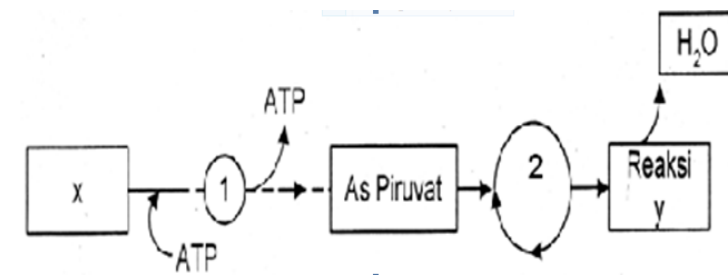 H₂O
ATP
x
1
As Piruvat
2
Reaksi
y
ATP